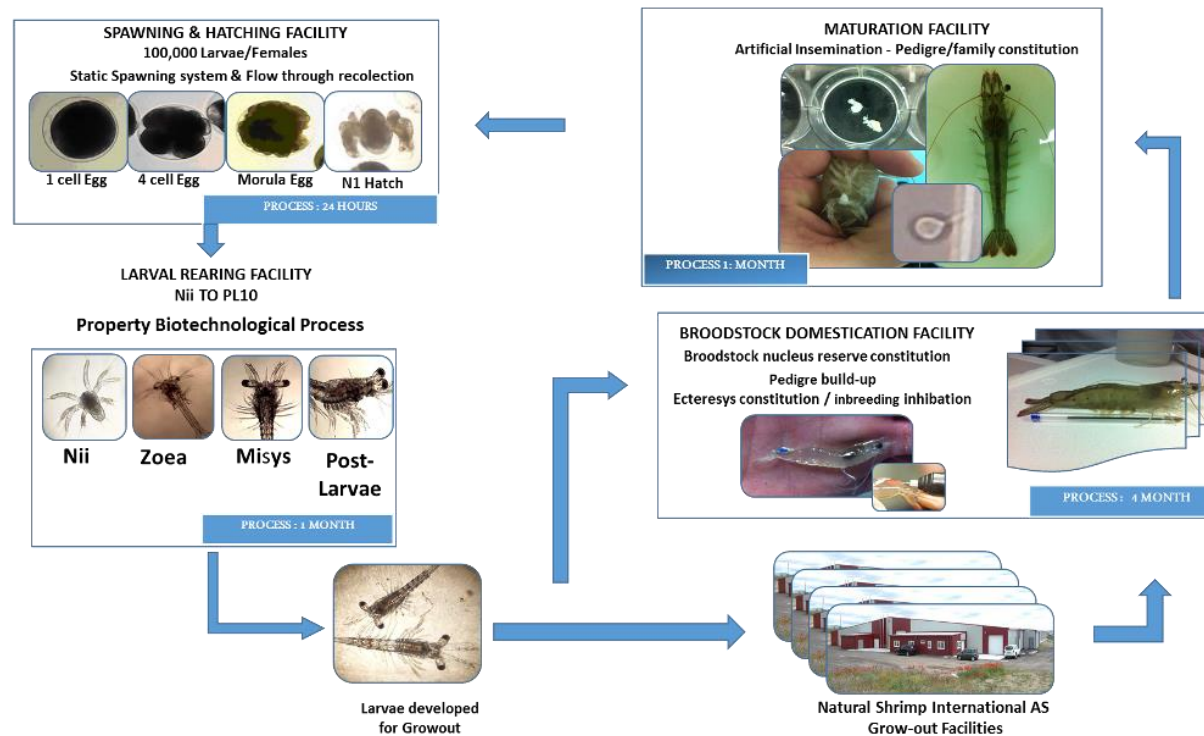 SPAWNING & HATCHING FACILITY
100,000 Larvae/Females
Static Spawning system & Flow through recolection
1 cell Egg
4 cell Egg
Morula Egg
N1 Hatch
PROCESS : 24 HOURS
LARVAL REARING FACILITY
Nii TO PL10
Property Biotechnological Process
Nii
Zoea
Misys
Post-
Larvae
PROCESS : 1 MONTH
Larvae developed
for Growout
MATURATION FACILITY
Artificial Insemination - Pedigre/family constitution
PROCESS 1: MONTH
BROODSTOCK DOMESTICATION FACILITY
Broodstock nucleus reserve constitution
Pedigre build-up
Ecteresys constitution / inbreeding inhibation
PROCESS : 4 MONTH
Natural Shrimp International AS
Grow-out Facilities